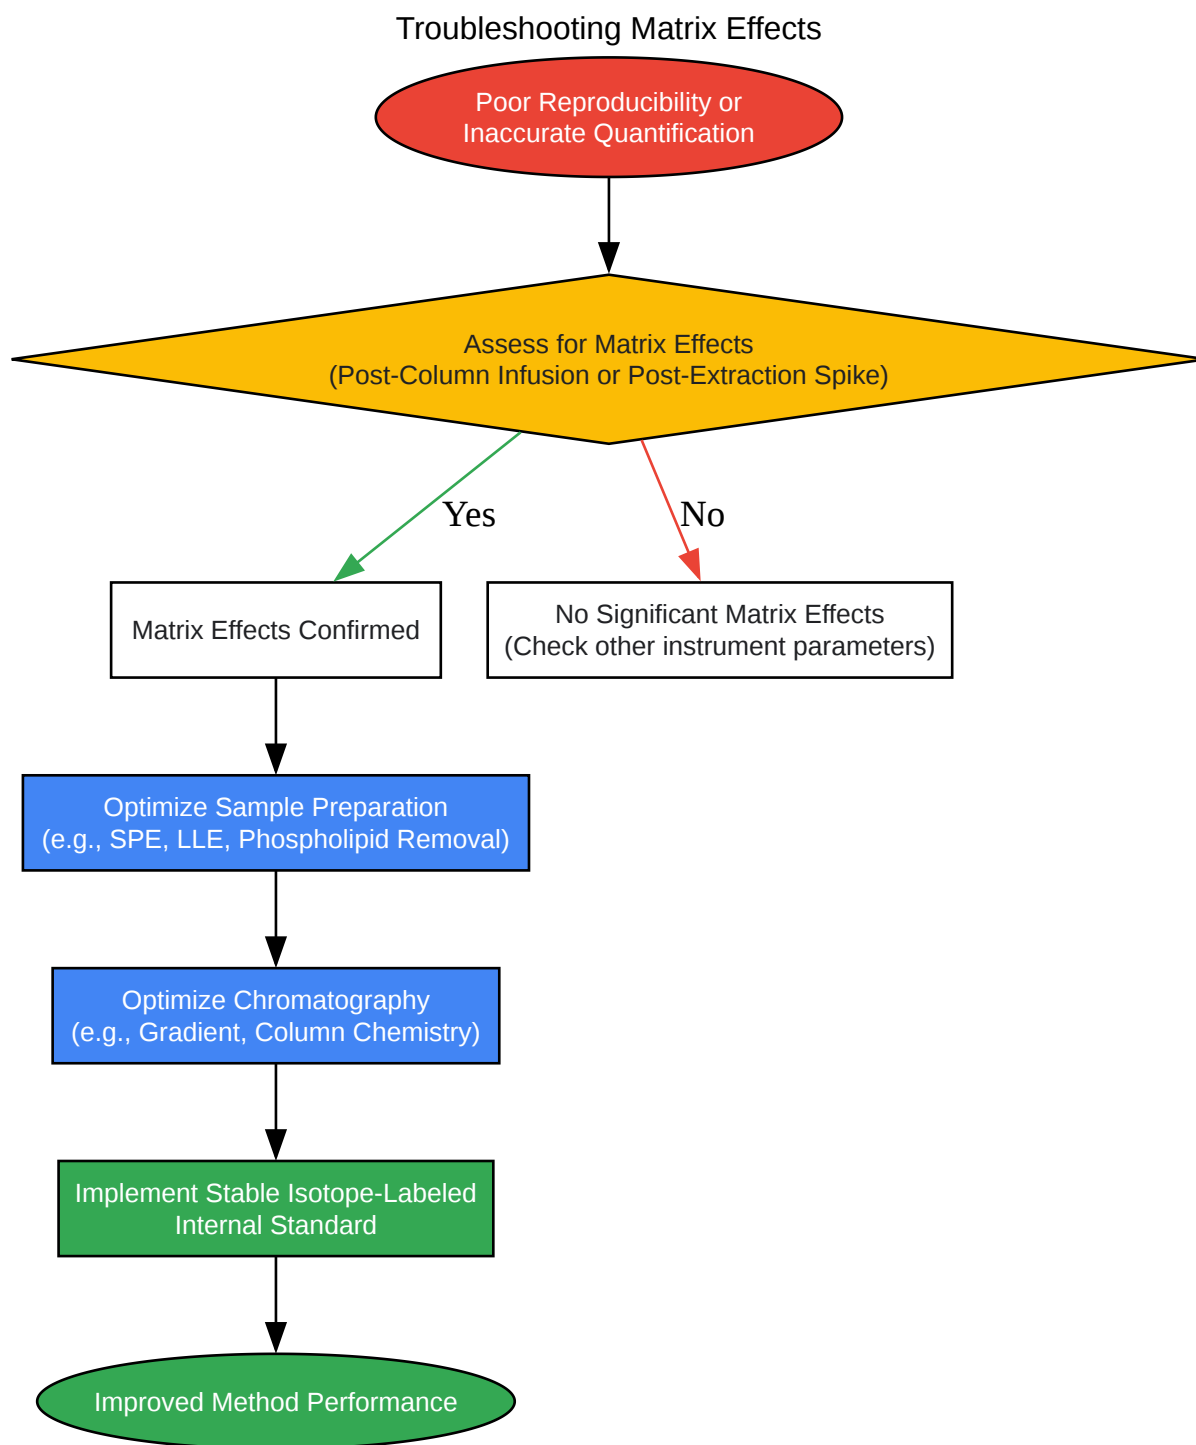 Troubleshooting Matrix Effects
Poor Reproducibility or
Inaccurate Quantification
Assess for Matrix Effects
(Post-Column Infusion or Post-Extraction Spike)
Yes
No
Matrix Effects Confirmed
No Significant Matrix Effects
(Check other instrument parameters)
Optimize Sample Preparation
(e.g., SPE, LLE, Phospholipid Removal)
Optimize Chromatography
(e.g., Gradient, Column Chemistry)
Implement Stable Isotope-Labeled
Internal Standard
Improved Method Performance